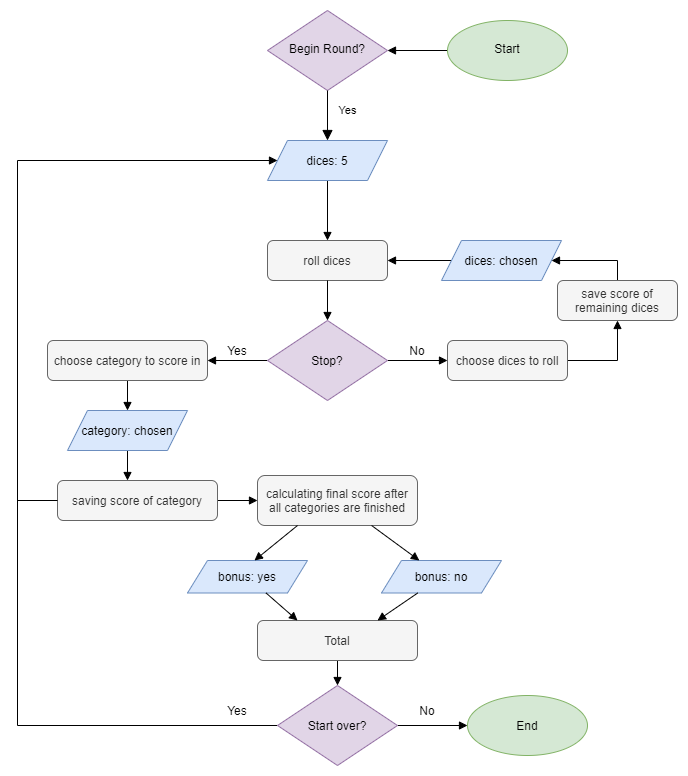 Begin Round?
Start
Yes
dices: 5
roll dices
dices: chosen
save score of
remaining dices
choose category to score in
Yes
Stop?
No
choose dices to roll
category: chosen
saving score of category
calculating final score after
all categories are finished
bonus: yes
bonus: no
Total
Yes
Start over?
No
End